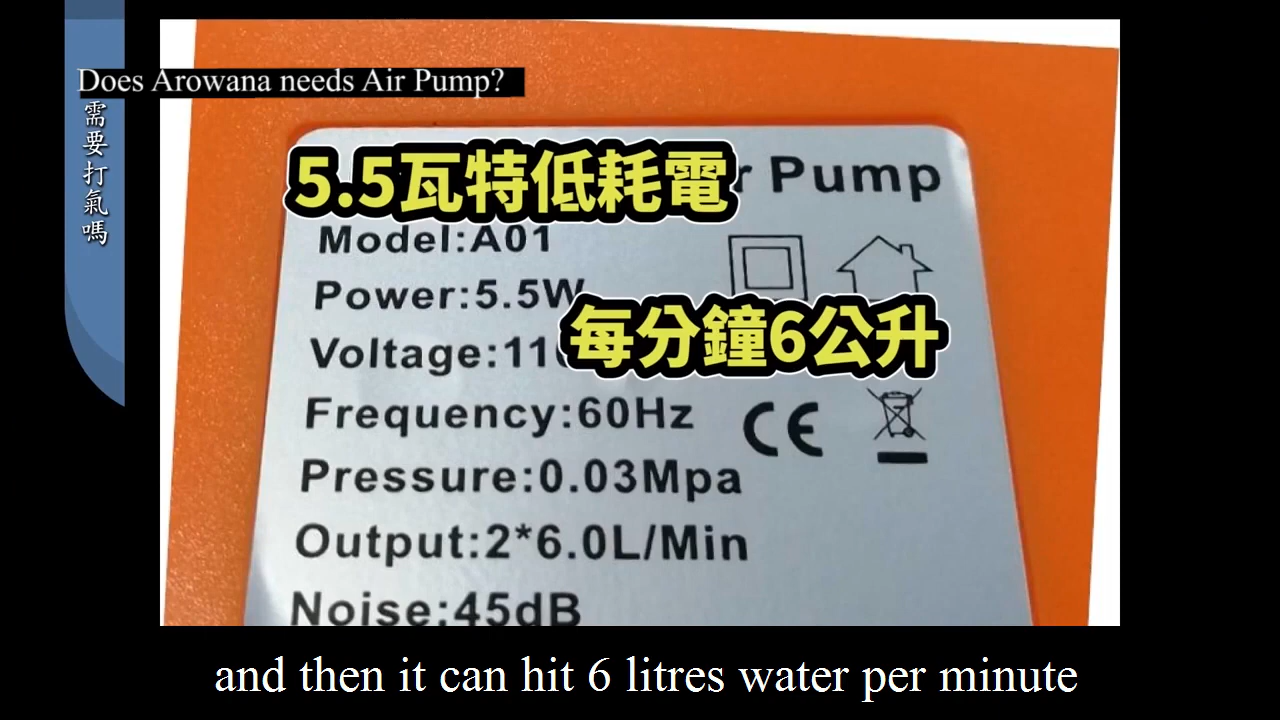 Does Arowana needs Air Pump?
需要打氣嗎
5.5瓦特低耗電
Pump
Model:A01
Power:5.5W
每分鐘6公升
Voltage:11
Frequency:60Hz
CE
Pressure:0.03Mpa
Output:2*6.0L/Min
Noise:45dB
and then it can hit 6 litres water per minute